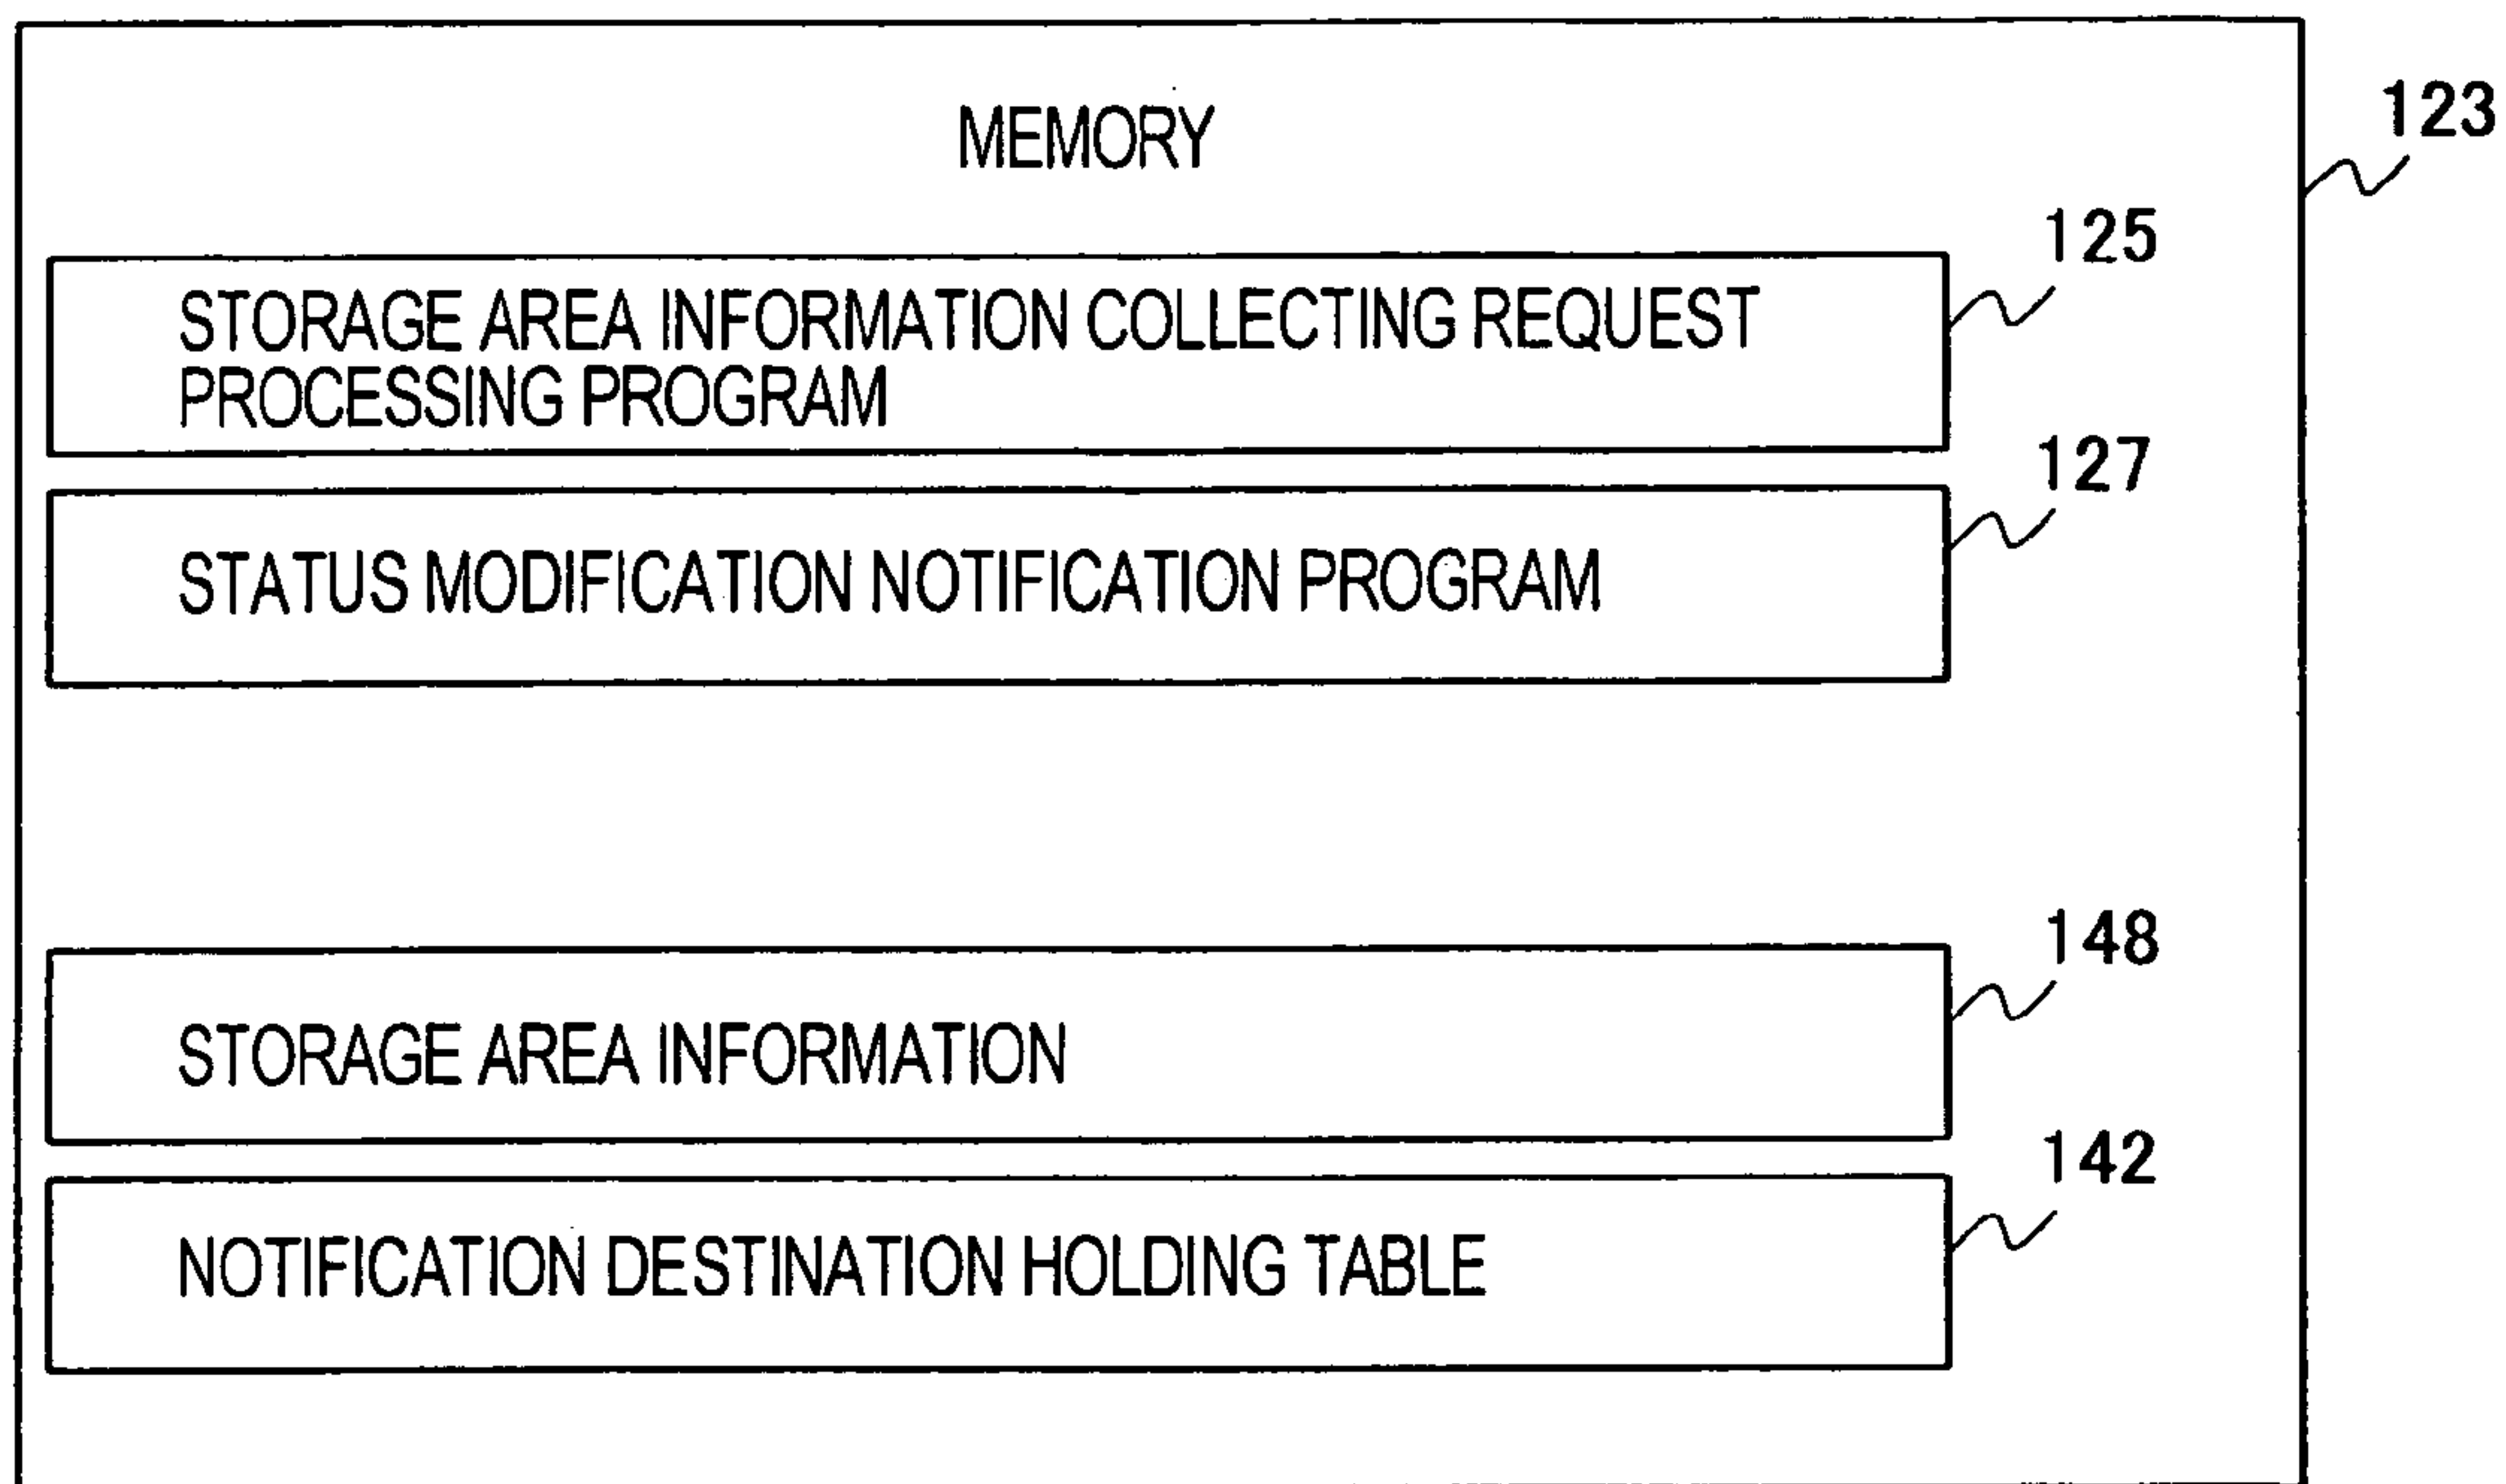 MEMORY
123
125
STORAGE AREA INFORMATION COLLECTING REQUEST
PROCESSING PROGRAM
127
STATUS MODIFICATION NOTIFICATION PROGRAM
148
STORAGE AREA INFORMATION
142
NOTIFICATION DESTINATION HOLDING TABLE